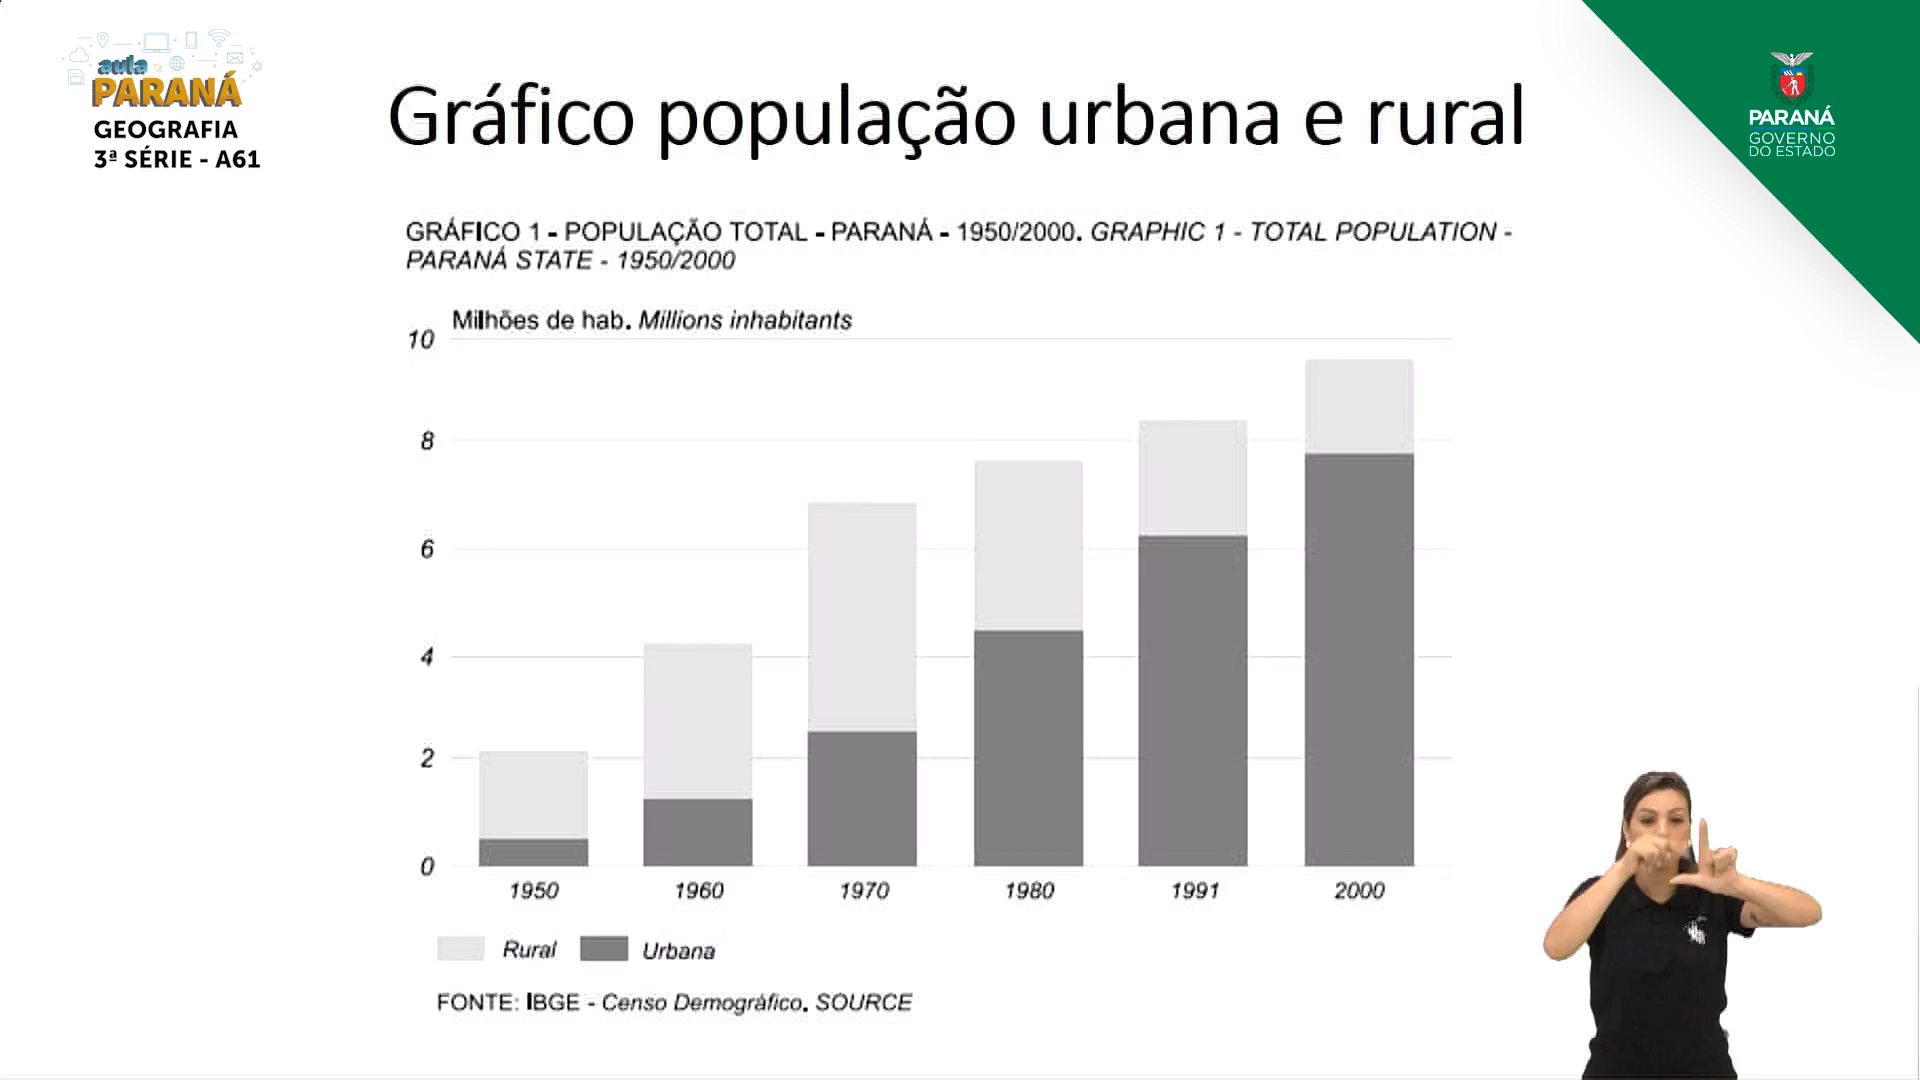 aula
PARANÁ
GEOGRAFIA
3ª SÉRIE - A61
Gráfico população urbana e rural
PARANÁ
GOVERNO
DO ESTADO
GRÁFICO 1 - POPULAÇÃO TOTAL - PARANÁ - 1950/2000. GRAPHIC 1 - TOTAL POPULATION -
PARANÁ STATE - 1950/2000
Milhões de hab. Millions inhabitants
10
8
6
4
2
0
1950 1960 1970 1980 1991 2000
Rural Urbana
FONTE: IBGE - Censo Demográfico. SOURCE